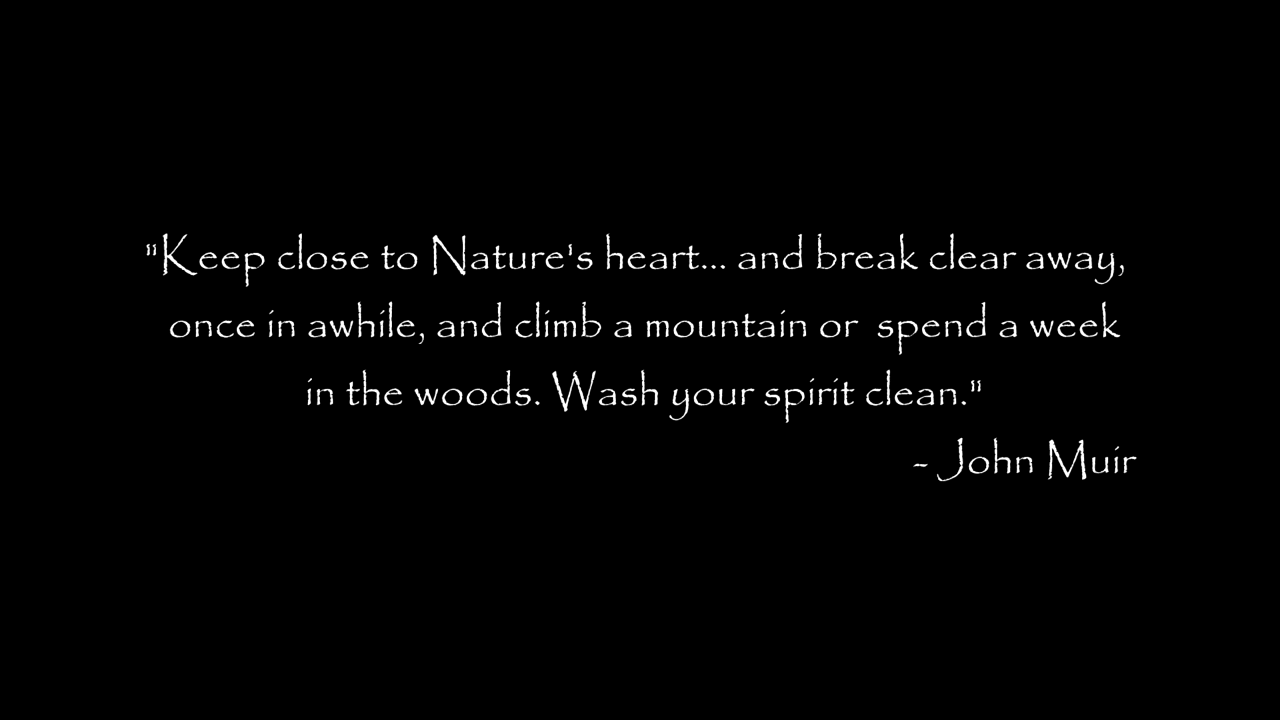 "Keep close to Nature's heart... and break clear away,
once in awhile, and climb a mountain or  spend a week
in the woods. Wash your spirit clean."
- John Muir